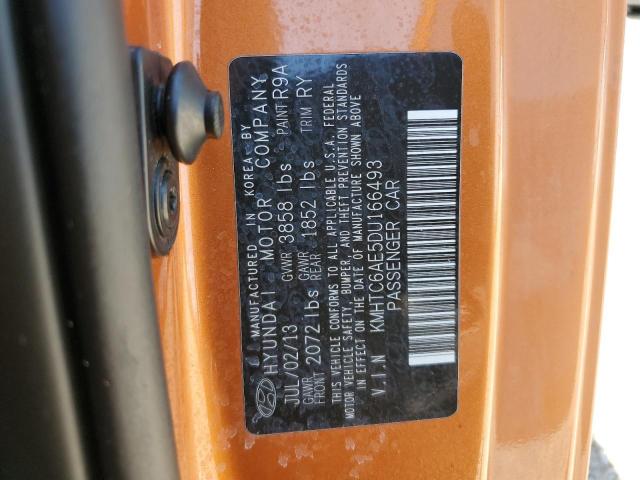 MANUFACTURED IN KOREA BY
HYUNDAI MOTOR COMPANY
JUL/02/13 GVWR 3858 lbs PAINT R9A
GAWR FRONT 2072 lbs GAWR REAR 1852 lbs TRIM RY
THIS VEHICLE CONFORMS TO ALL APPLICABLE U.S.A. FEDERAL
MOTOR VEHICLE SAFETY, BUMPER, AND THEFT PREVENTION STANDARDS
IN EFFECT ON THE DATE OF MANUFACTURE SHOWN ABOVE
V.I.N KMHTC6AE5DU166493
PASSENGER CAR